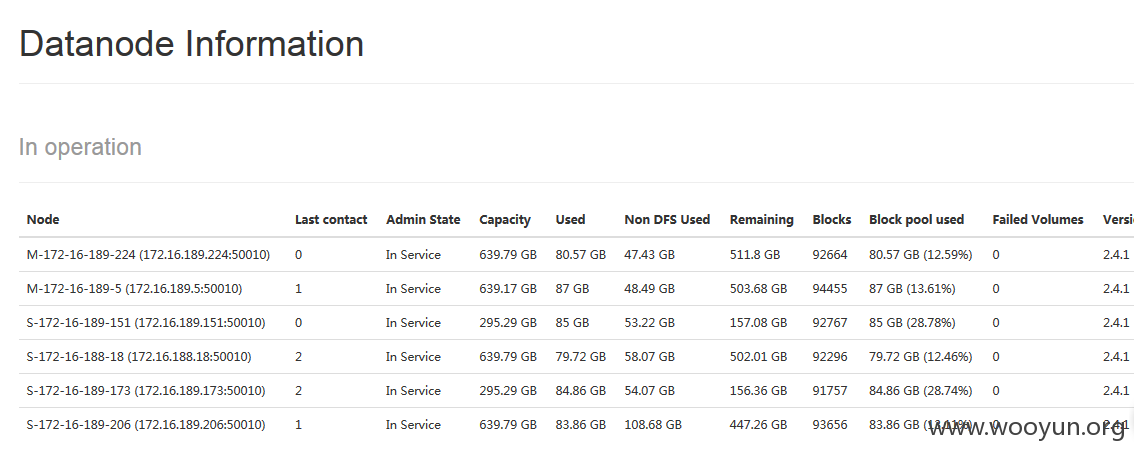 Datanode Information
In operation
Node Last contact Admin State Capacity Used Non DFS Used Remaining Blocks Block pool used Failed Volumes
M-172-16-189-224 (172.16.189.224:50010) 0 In Service 639.79 GB 80.57 GB 47.43 GB 511.8 GB 92664 80.57 GB (12.59%) 0 2.4.1
M-172-16-189-5 (172.16.189.5:50010) 1 In Service 639.17 GB 87 GB 48.49 GB 503.68 GB 94455 87 GB (13.61%) 0 2.4.1
S-172-16-189-151 (172.16.189.151:50010) 0 In Service 295.29 GB 85 GB 53.22 GB 157.08 GB 92767 85 GB (28.78%) 0 2.4.1
S-172-16-188-18 (172.16.188.18:50010) 2 In Service 639.79 GB 79.72 GB 58.07 GB 502.01 GB 92296 79.72 GB (12.46%) 0 2.4.1
S-172-16-189-173 (172.16.189.173:50010) 2 In Service 295.29 GB 84.86 GB 54.07 GB 156.36 GB 91757 84.86 GB (28.74%) 0 2.4.1
S-172-16-189-206 (172.16.189.206:50010) 1 In Service 639.79 GB 83.86 GB 108.68 GB 447.26 GB 93656 83.86 GB (13.11%) 0 2.4.1
www.wooyun.org